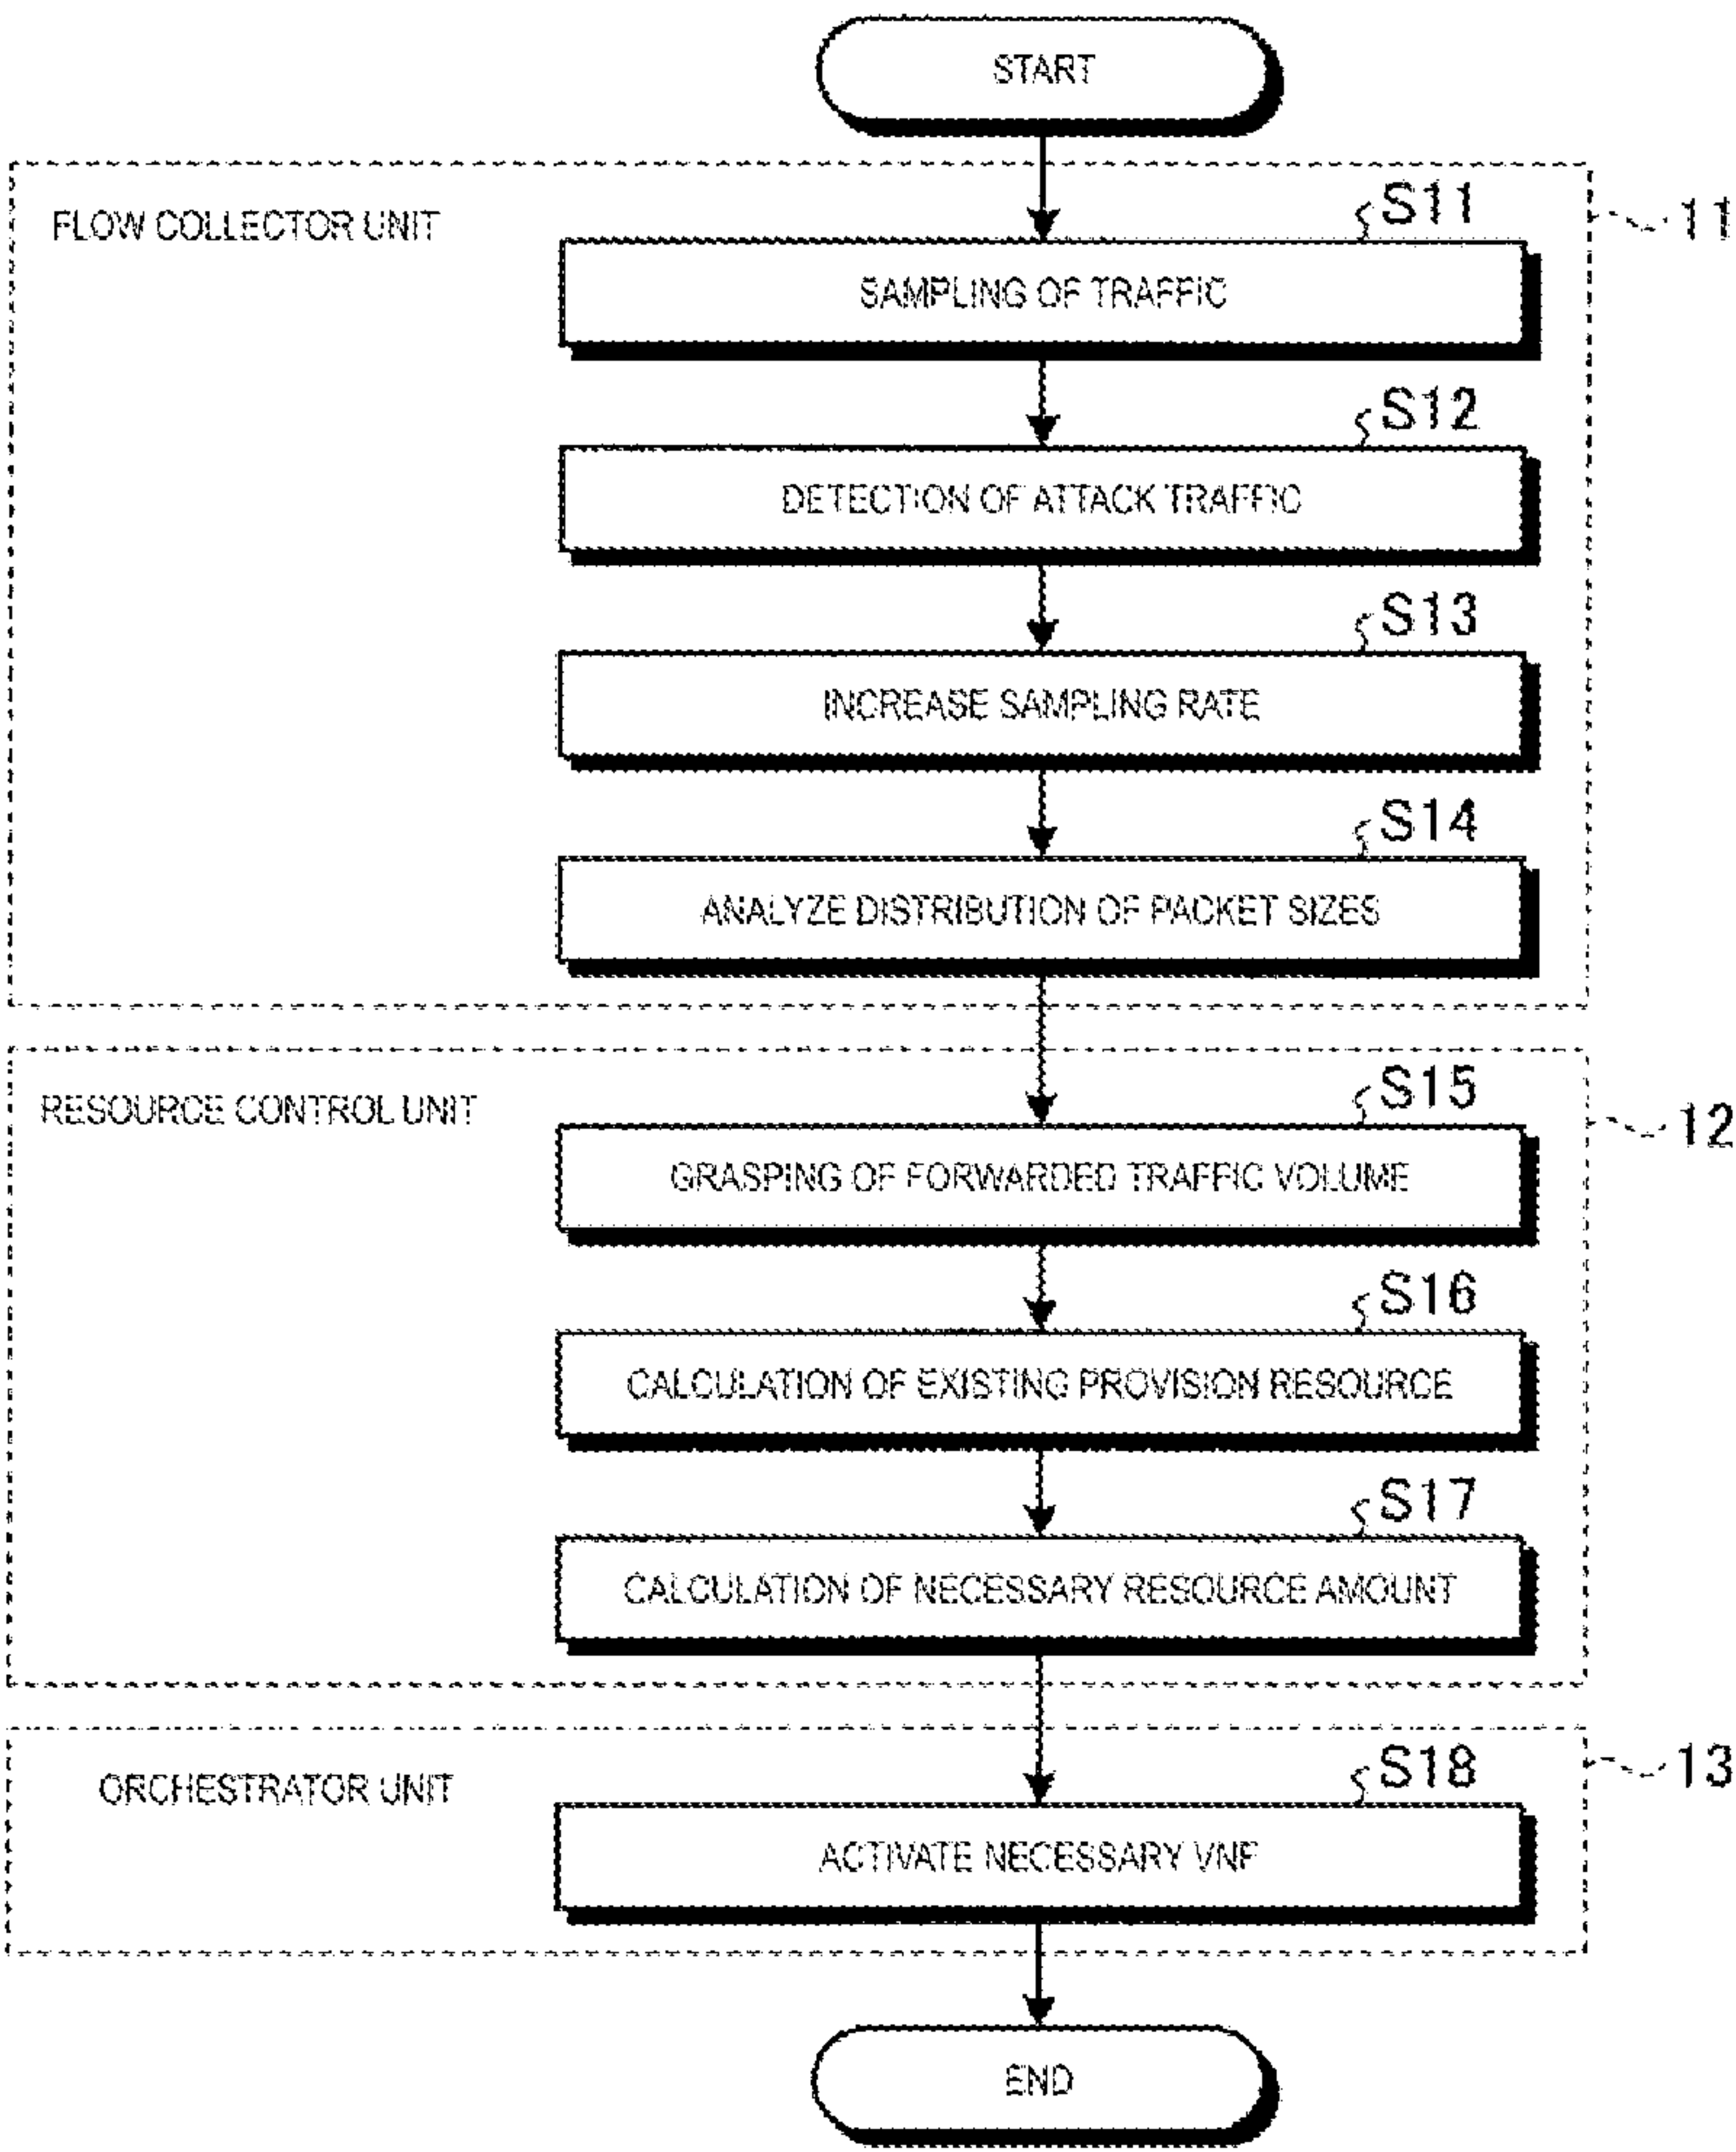 START
FLOW COLLECTOR UNIT
11
S11
SAMPLING OF TRAFFIC
S12
DETECTION OF ATTACK TRAFFIC
S13
INCREASE SAMPLING RATE
S14
ANALYZE DISTRIBUTION OF PACKET SIZES
RESOURCE CONTROL UNIT
12
S15
GRASPING OF FORWARDED TRAFFIC VOLUME
S16
CALCULATION OF EXISTING PROVISION RESOURCE
S17
CALCULATION OF NECESSARY RESOURCE AMOUNT
ORCHESTRATOR UNIT
13
S18
ACTIVATE NECESSARY VNF
END